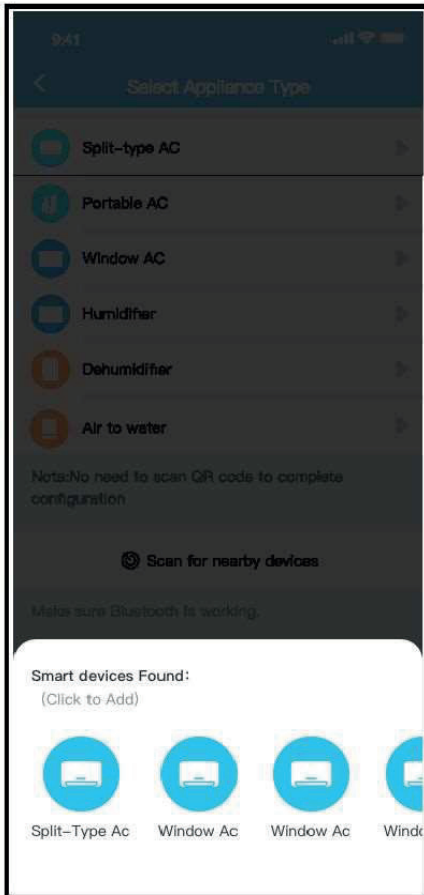 9:41
Select Appliance Type
Split-type AC
Portable AC
Window AC
Humidifier
Dehumidifier
Air to water
Note:No need to scan QR code to complete
configuration
Scan for nearby devices
Make sure Bluetooth is working.
Smart devices Found:
(Click to Add)
Split-Type Ac Window Ac Window Ac Windo